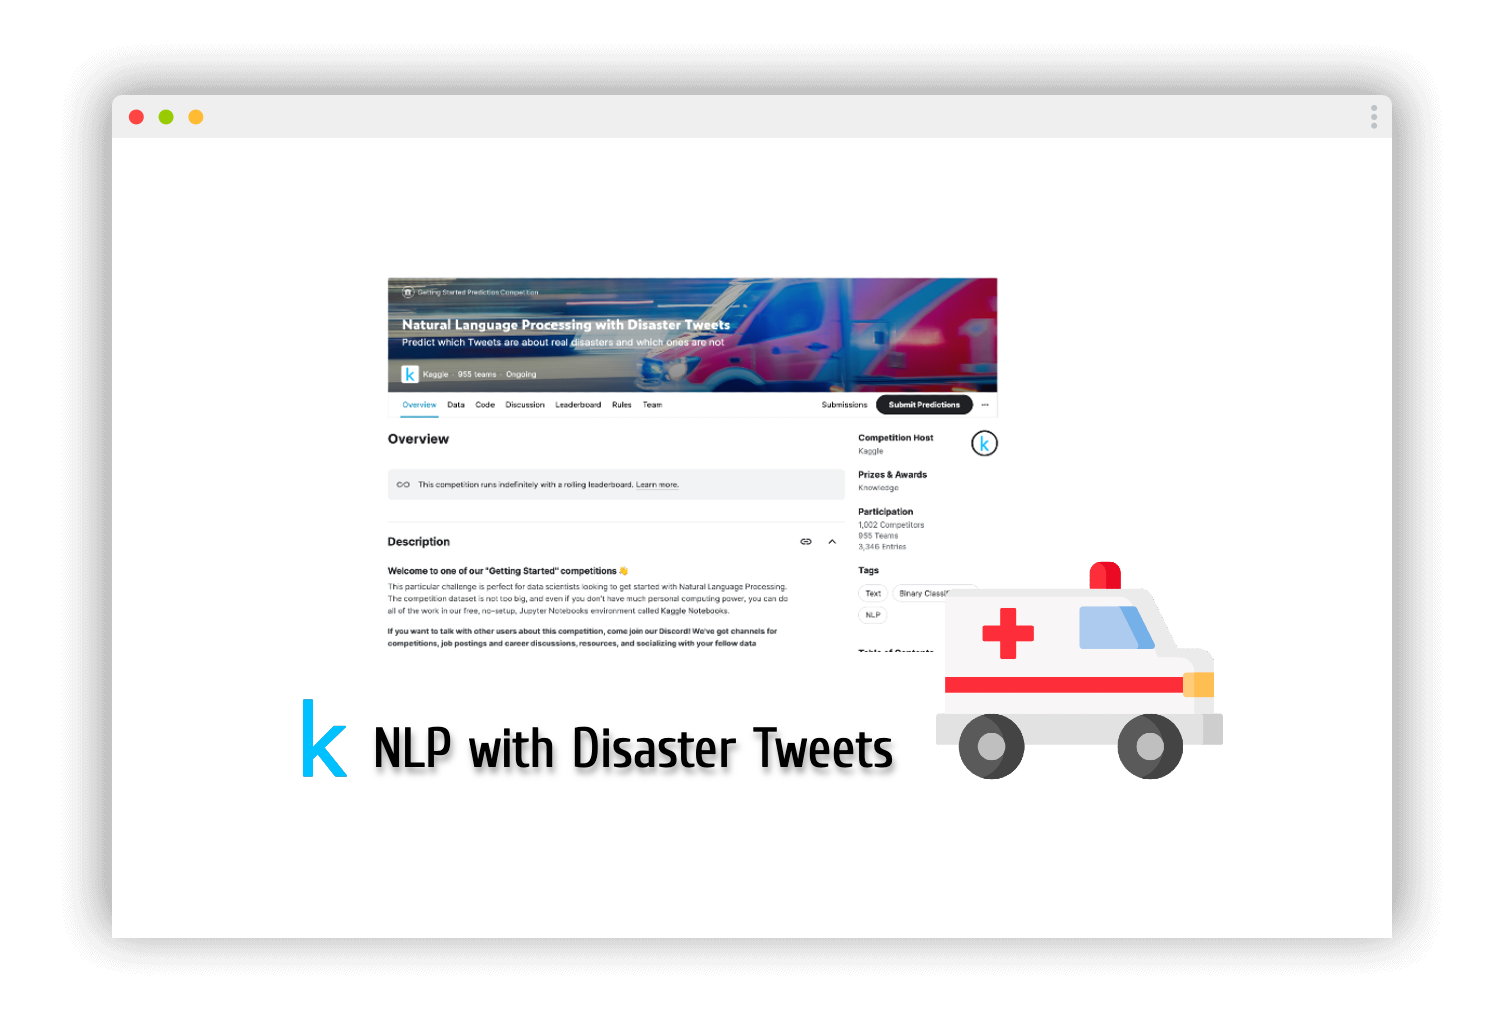 Getting Started Prediction Competition
Natural Language Processing with Disaster Tweets
Predict which Tweets are about real disasters and which ones are not
k Kaggle · 955 teams · Ongoing
Overview Data Code Discussion Leaderboard Rules Team Submissions Submit Predictions ...
Overview
This competition runs indefinitely with a rolling leaderboard. Learn more.
Description
Welcome to one of our "Getting Started" competitions 👋
This particular challenge is perfect for data scientists looking to get started with Natural Language Processing.
The competition dataset is not too big, and even if you don't have much personal computing power, you can do
all of the work in our free, no-setup, Jupyter Notebooks environment called Kaggle Notebooks.
If you want to talk with other users about this competition, come join our Discord! We've got channels for
competitions, job postings and career discussions, resources, and socializing with your fellow data
Competition Host
Kaggle
k
Prizes & Awards
Knowledge
Participation
1,002 Competitors
955 Teams
3,346 Entries
Tags
Text Binary Classif
NLP
Table of Contents
k NLP with Disaster Tweets